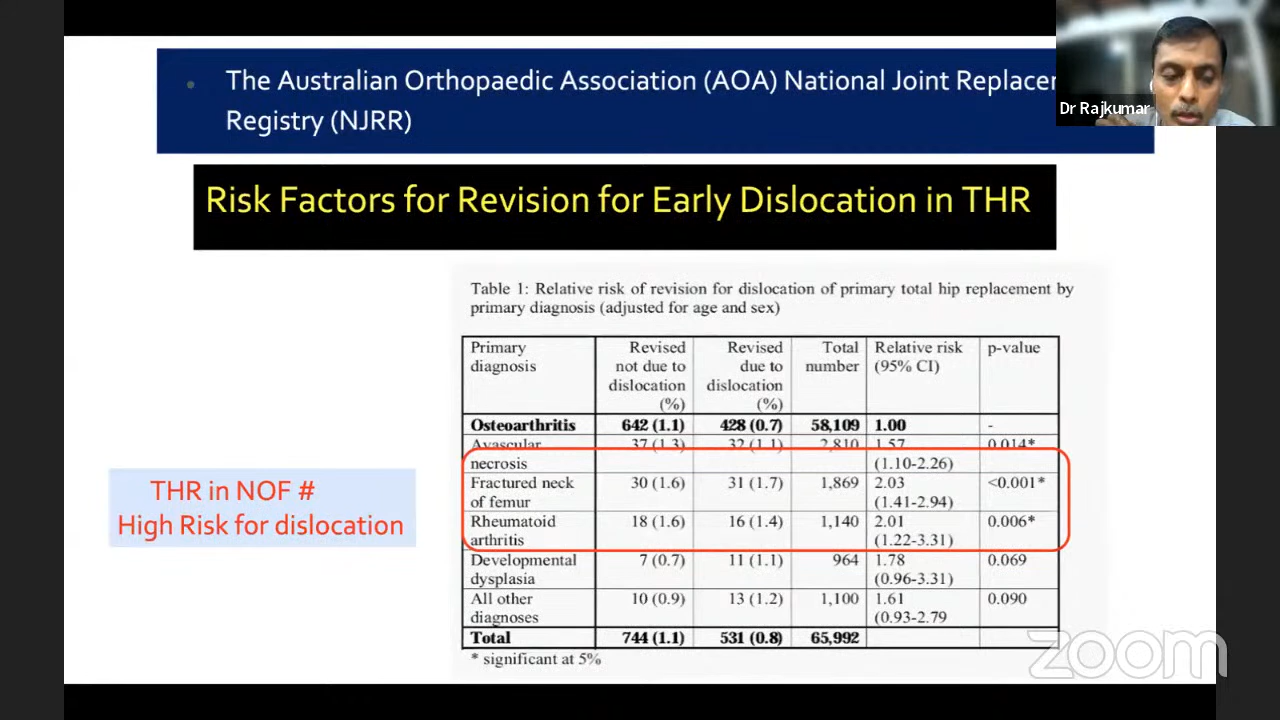 The Australian Orthopaedic Association (AOA) National Joint
Registry (NJRR)
Dr Rajkumar
Risk Factors for Revision for Early Dislocation in THR
Table 1: Relative risk of revision for dislocation of primary total hip replacement by
primary diagnosis (adjusted for age and sex)
Primary diagnosis | Revised not due to dislocation (%) | Revised due to dislocation (%) | Total number | Relative risk (95% CI) | p-value
Osteoarthritis | 642 (1.1) | 428 (0.7) | 58,109 | 1.00 | -
Avascular necrosis | 37 (1.3) | 32 (1.1) | 2,810 | 1.57 (1.10-2.26) | 0.014*
Fractured neck of femur | 30 (1.6) | 31 (1.7) | 1,869 | 2.03 (1.41-2.94) | <0.001*
Rheumatoid arthritis | 18 (1.6) | 16 (1.4) | 1,140 | 2.01 (1.22-3.31) | 0.006*
Developmental dysplasia | 7 (0.7) | 11 (1.1) | 964 | 1.78 (0.96-3.31) | 0.069
All other diagnoses | 10 (0.9) | 13 (1.2) | 1,100 | 1.61 (0.93-2.79 | 0.090
Total | 744 (1.1) | 531 (0.8) | 65,992
* significant at 5%
THR in NOF #
High Risk for dislocation
zoom